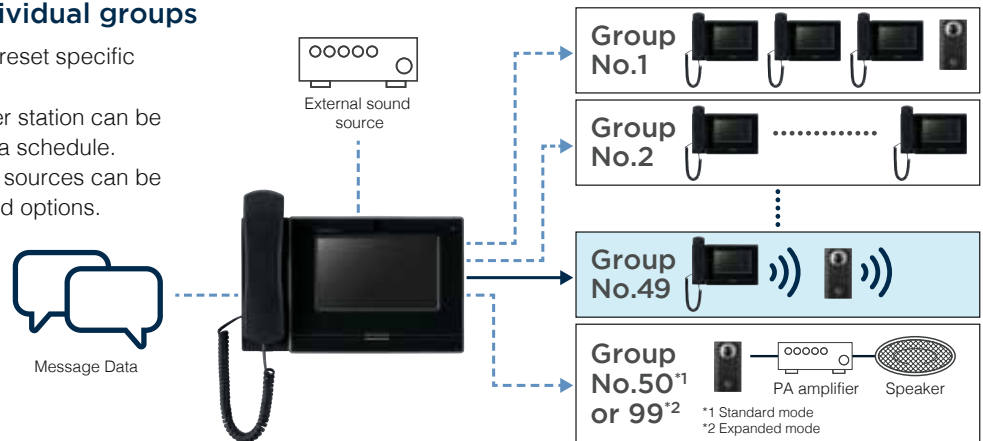 ividual groups
reset specific
er station can be
a schedule.
sources can be
d options.
External sound
source
Message Data
Group
No.1
Group
No.2
Group
No.49
Group
No.50*1
or 99*2
PA amplifier
Speaker
*1 Standard mode
*2 Expanded mode